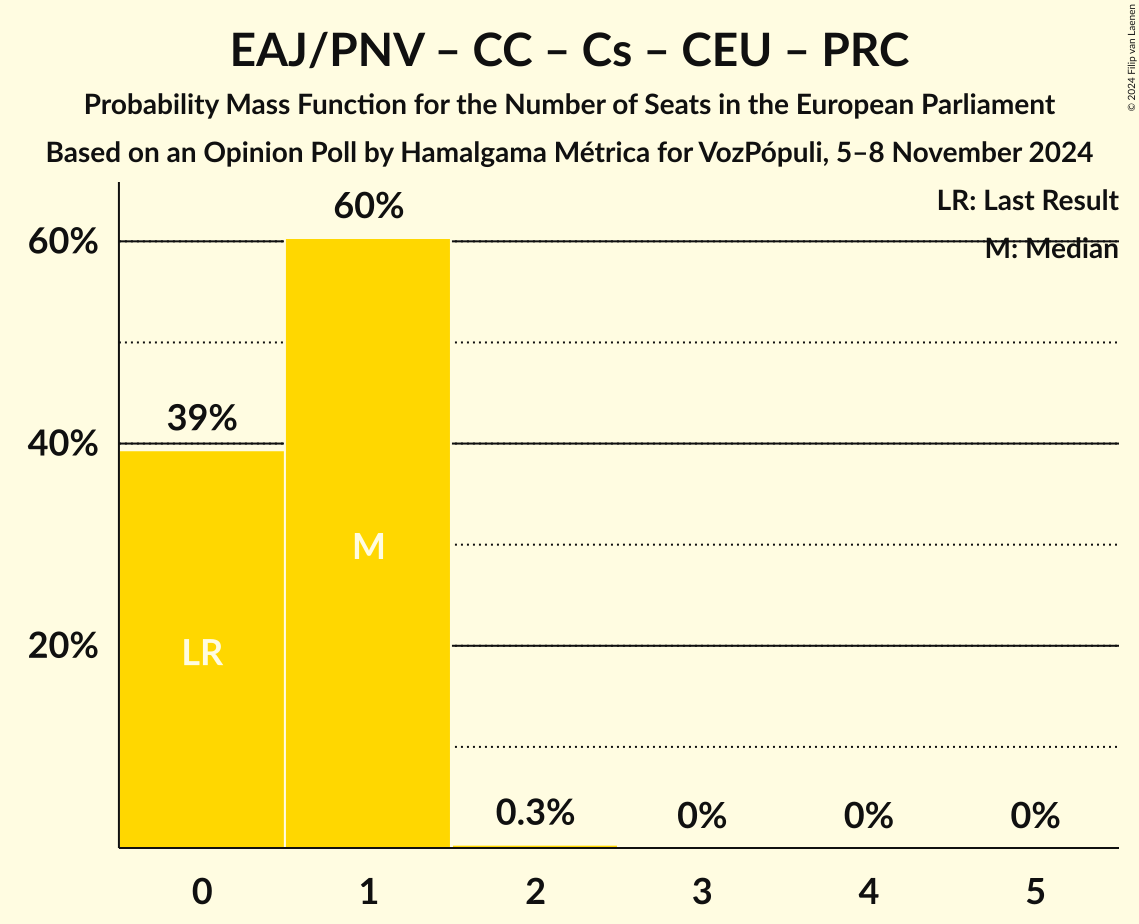 EAJ/PNV – CC – Cs – CEU – PRC
Probability Mass Function for the Number of Seats in the European Parliament
Based on an Opinion Poll by Hamalgama Métrica for VozPópuli, 5–8 November 2024
© 2024 Filip van Laenen
LR: Last Result
M: Median
60%
40%
20%
39%
60%
0.3%
0%
0%
0%
LR
M
0 1 2 3 4 5